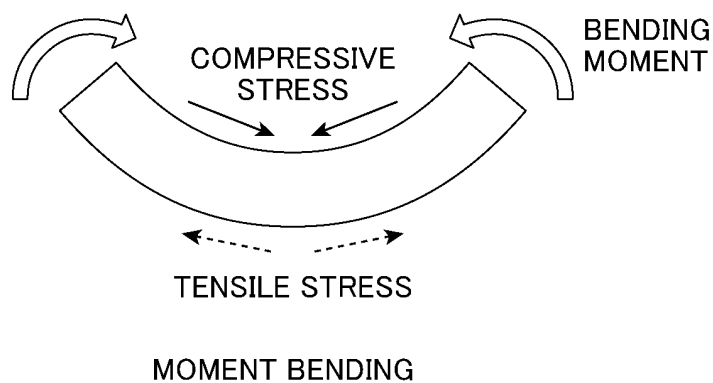 BENDING
MOMENT
COMPRESSIVE
STRESS
TENSILE STRESS
MOMENT BENDING